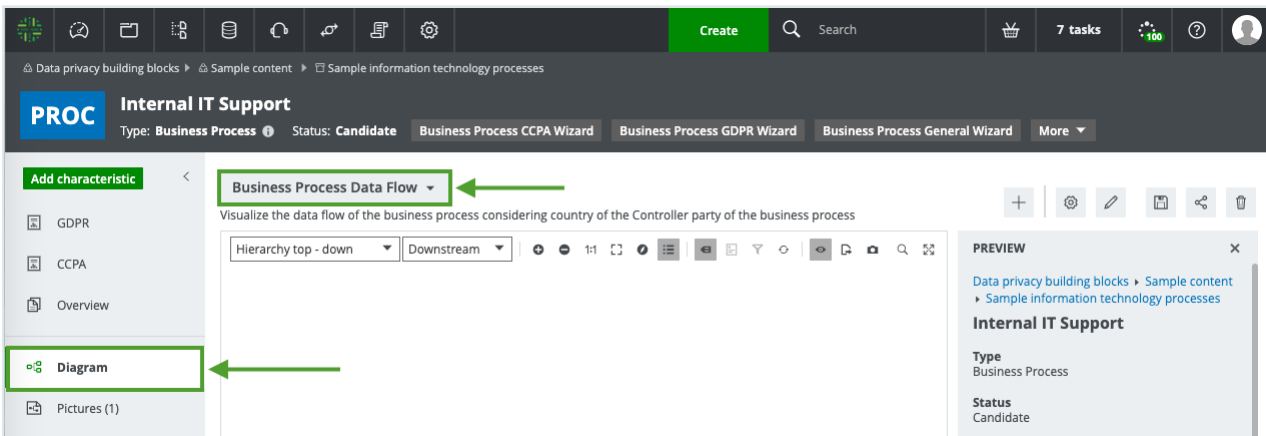 Create
Search
7 tasks
100
Data privacy building blocks Sample content Sample information technology processes
PROC
Internal IT Support
Type: Business Process Status: Candidate Business Process CCPA Wizard Business Process GDPR Wizard Business Process General Wizard More
Add characteristic
GDPR
CCPA
Overview
Diagram
Pictures (1)
Business Process Data Flow
Visualize the data flow of the business process considering country of the Controller party of the business process
Hierarchy top - down Downstream 1:1
PREVIEW
Data privacy building blocks Sample content
Sample information technology processes
Internal IT Support
Type
Business Process
Status
Candidate